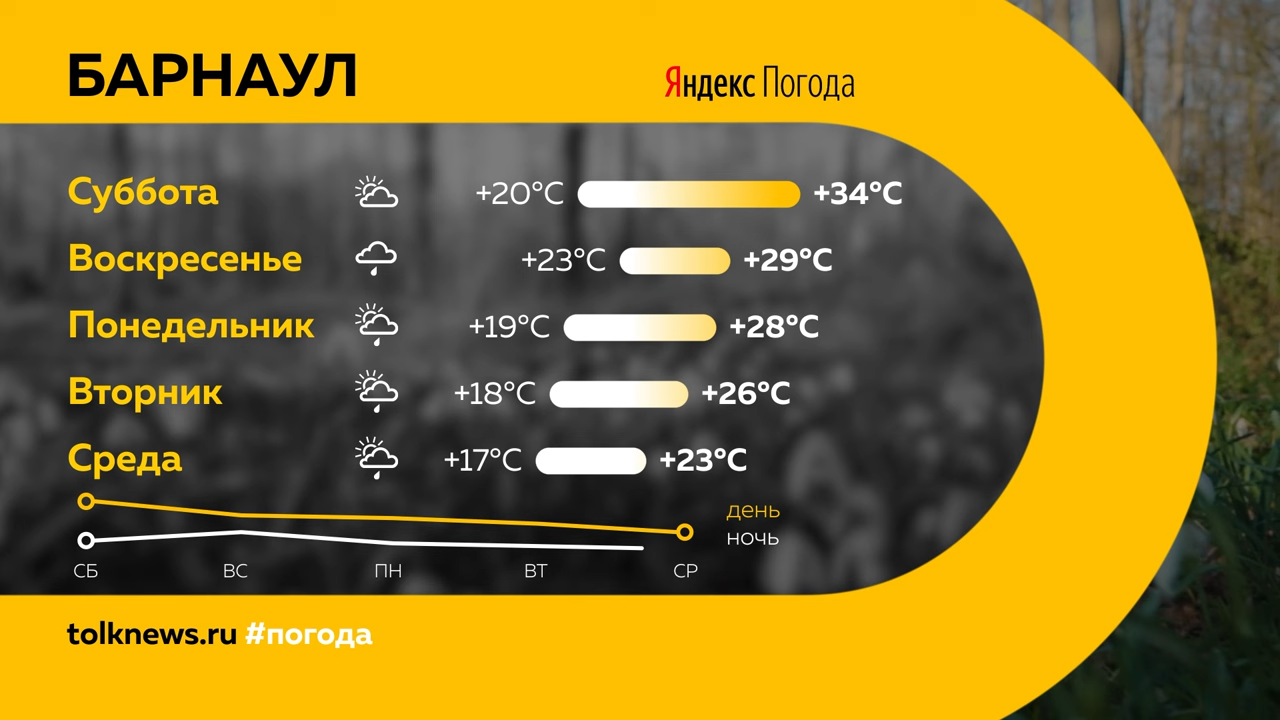 БАРНАУЛ
Яндекс Погода
Суббота +20°C +34°C
Воскресенье +23°C +29°C
Понедельник +19°C +28°C
Вторник +18°C +26°C
Среда +17°C +23°C
день
ночь
СБ ВС ПН ВТ СР
tolknews.ru #погода